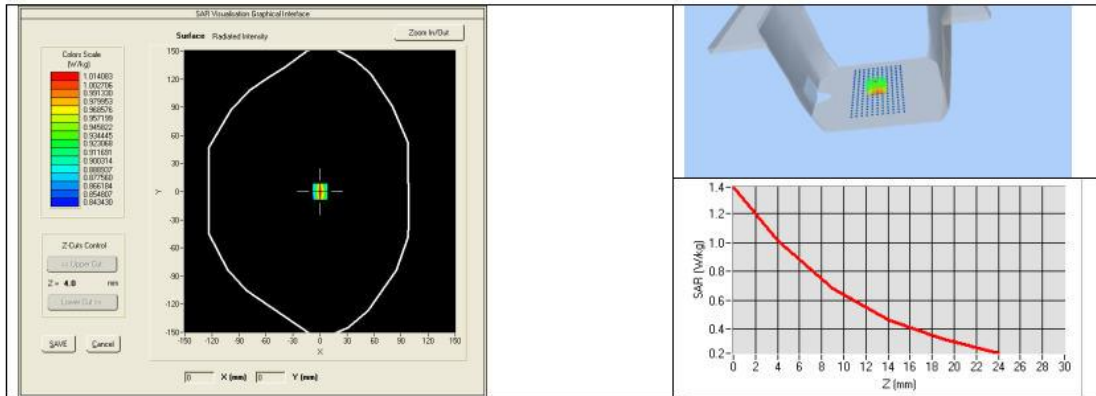 SAR Visualisation Graphical Interface
Surface Radiated Intensity
Zoom In/Out
Colors Scale
(W/kg)
1.014083
1.002706
0.991330
0.979953
0.968576
0.957199
0.945822
0.934445
0.923068
0.911691
0.900314
0.888937
0.877560
0.866184
0.854807
0.843430
Z-Cuts Control
<< Upper Cut
Z = 4.0 mm
Lower Cut >>
SAVE Cancel
150
120
90
60
30
Y 0
-30
-60
-90
-120
-150
-150 -120 -90 -60 -30 0 30 60 90 120 150
X
0 X (mm) 0 Y (mm)
1.4
1.2
1.0
0.8
0.6
0.4
0.2
SAR (W/kg)
0 2 4 6 8 10 12 14 16 18 20 22 24 26 28 30
Z (mm)